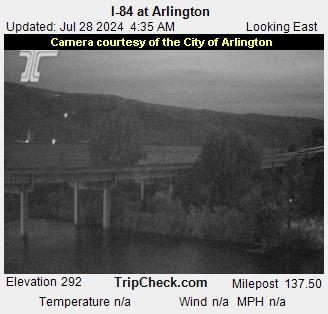 I-84 at Arlington
Updated: Jul 28 2024 4:35 AM Looking East
Camera courtesy of the City of Arlington
Elevation 292 TripCheck.com Milepost 137.50
Temperature n/a Wind n/a MPH n/a